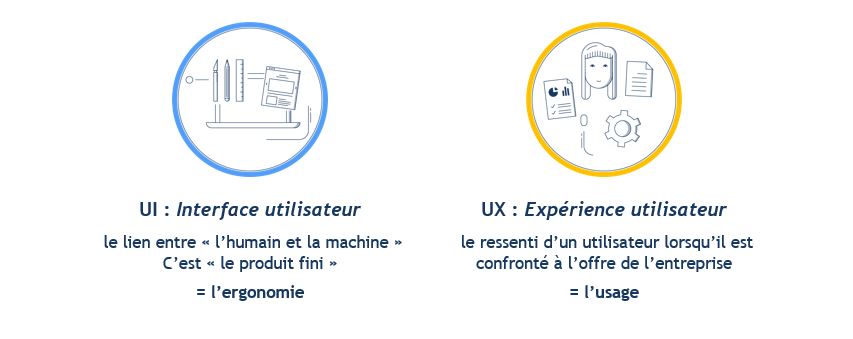 UI : Interface utilisateur
le lien entre « l’humain et la machine »
C’est « le produit fini »
= l’ergonomie
UX : Expérience utilisateur
le ressenti d’un utilisateur lorsqu’il est
confronté à l’offre de l’entreprise
= l’usage